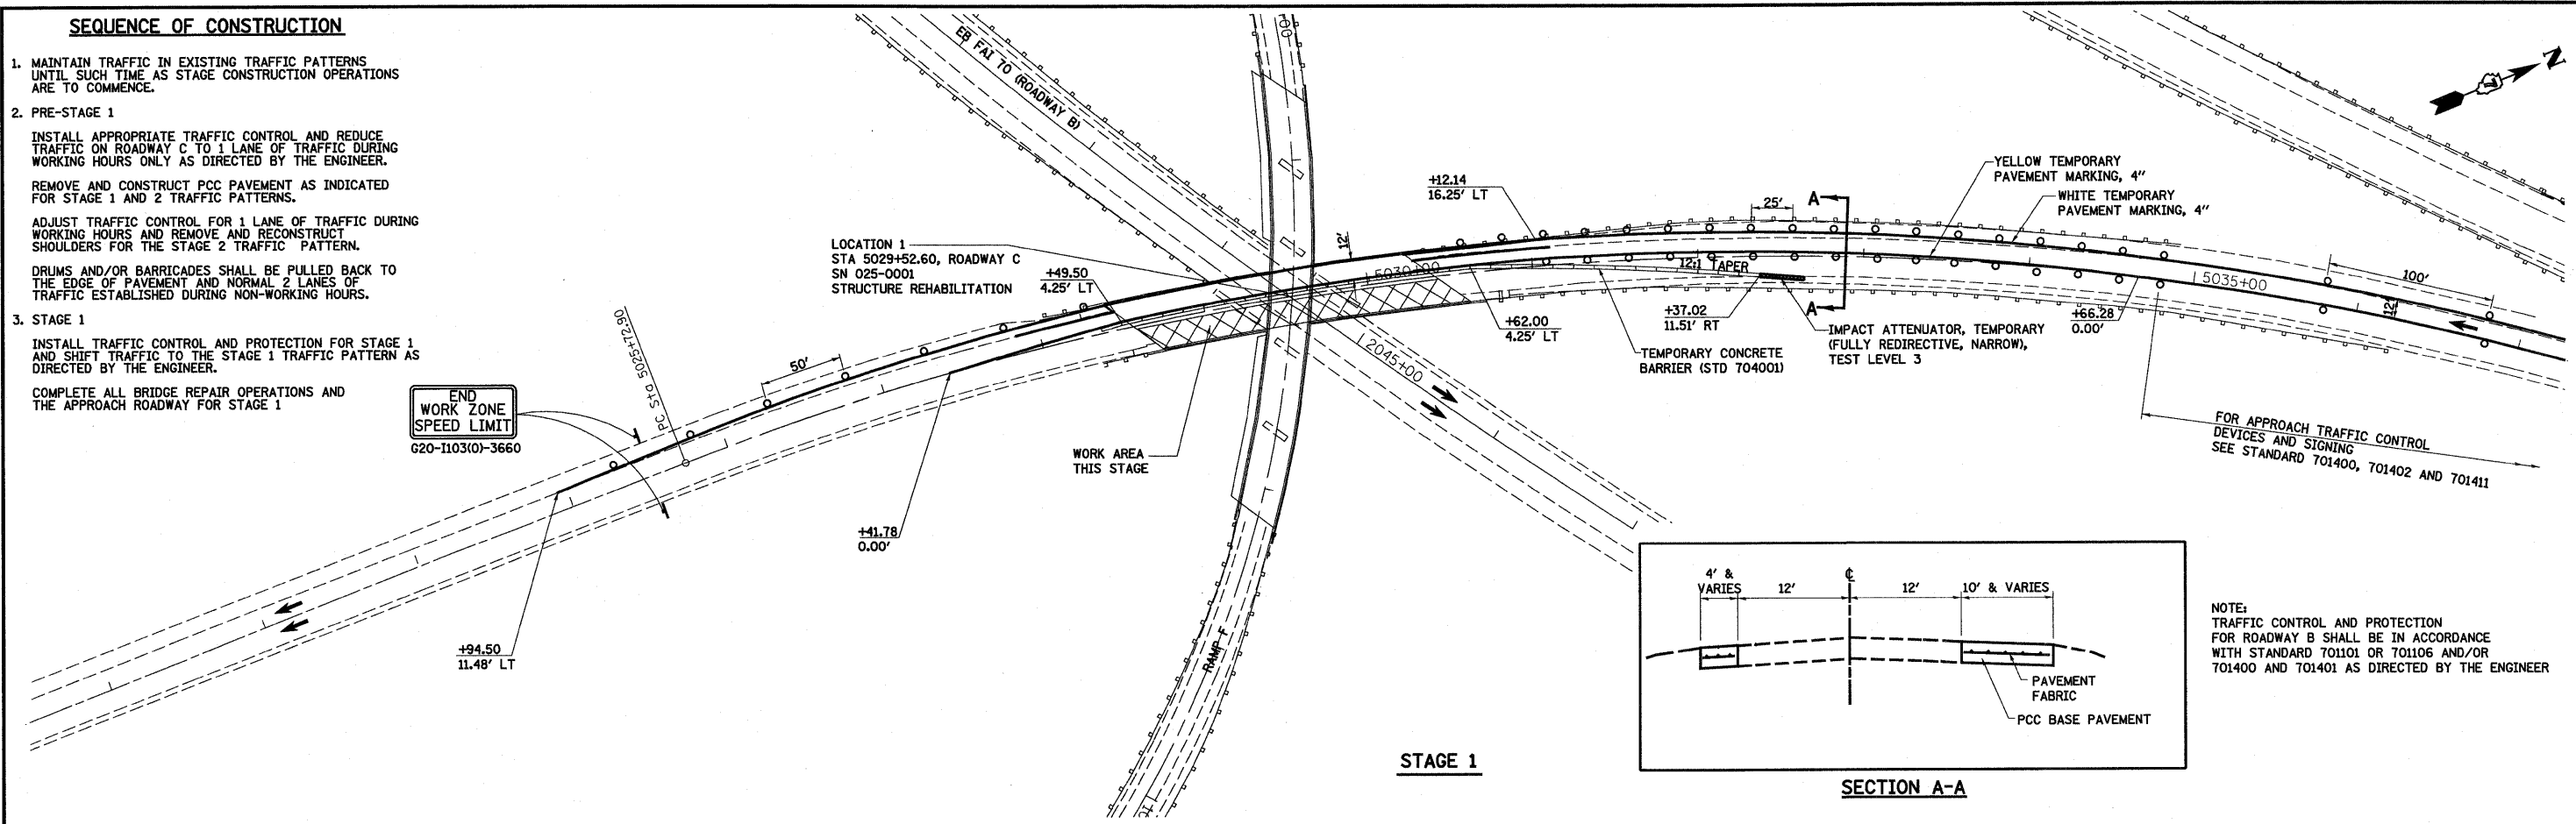 SEQUENCE OF CONSTRUCTION
1. MAINTAIN TRAFFIC IN EXISTING TRAFFIC PATTERNS
UNTIL SUCH TIME AS STAGE CONSTRUCTION OPERATIONS
ARE TO COMMENCE.
2. PRE-STAGE 1
INSTALL APPROPRIATE TRAFFIC CONTROL AND REDUCE
TRAFFIC ON ROADWAY C TO 1 LANE OF TRAFFIC DURING
WORKING HOURS ONLY AS DIRECTED BY THE ENGINEER.
REMOVE AND CONSTRUCT PCC PAVEMENT AS INDICATED
FOR STAGE 1 AND 2 TRAFFIC PATTERNS.
ADJUST TRAFFIC CONTROL FOR 1 LANE OF TRAFFIC DURING
WORKING HOURS AND REMOVE AND RECONSTRUCT
SHOULDERS FOR THE STAGE 2 TRAFFIC PATTERN.
DRUMS AND/OR BARRICADES SHALL BE PULLED BACK TO
THE EDGE OF PAVEMENT AND NORMAL 2 LANES OF
TRAFFIC ESTABLISHED DURING NON-WORKING HOURS.
3. STAGE 1
INSTALL TRAFFIC CONTROL AND PROTECTION FOR STAGE 1
AND SHIFT TRAFFIC TO THE STAGE 1 TRAFFIC PATTERN AS
DIRECTED BY THE ENGINEER.
COMPLETE ALL BRIDGE REPAIR OPERATIONS AND
THE APPROACH ROADWAY FOR STAGE 1
END
WORK ZONE
SPEED LIMIT
G20-I103(0)-3660
PC Sta 5025+72.90
50'
+94.50
11.48' LT
+41.78
0.00'
LOCATION 1
STA 5029+52.60, ROADWAY C
SN 025-0001
STRUCTURE REHABILITATION
+49.50
4.25' LT
WORK AREA
THIS STAGE
EB FAI 70 (ROADWAY B)
RAMP F
2045+00
5030+00
12'
+12.14
16.25' LT
+62.00
4.25' LT
12:1 TAPER
25'
A
A
+37.02
11.51' RT
TEMPORARY CONCRETE
BARRIER (STD 704001)
IMPACT ATTENUATOR, TEMPORARY
(FULLY REDIRECTIVE, NARROW),
TEST LEVEL 3
YELLOW TEMPORARY
PAVEMENT MARKING, 4"
WHITE TEMPORARY
PAVEMENT MARKING, 4"
+66.28
0.00'
5035+00
100'
12'
N
FOR APPROACH TRAFFIC CONTROL
DEVICES AND SIGNING
SEE STANDARD 701400, 701402 AND 701411
STAGE 1
4' &
VARIES
12'
℄
12'
10' & VARIES
PAVEMENT
FABRIC
PCC BASE PAVEMENT
SECTION A-A
NOTE:
TRAFFIC CONTROL AND PROTECTION
FOR ROADWAY B SHALL BE IN ACCORDANCE
WITH STANDARD 701101 OR 701106 AND/OR
701400 AND 701401 AS DIRECTED BY THE ENGINEER